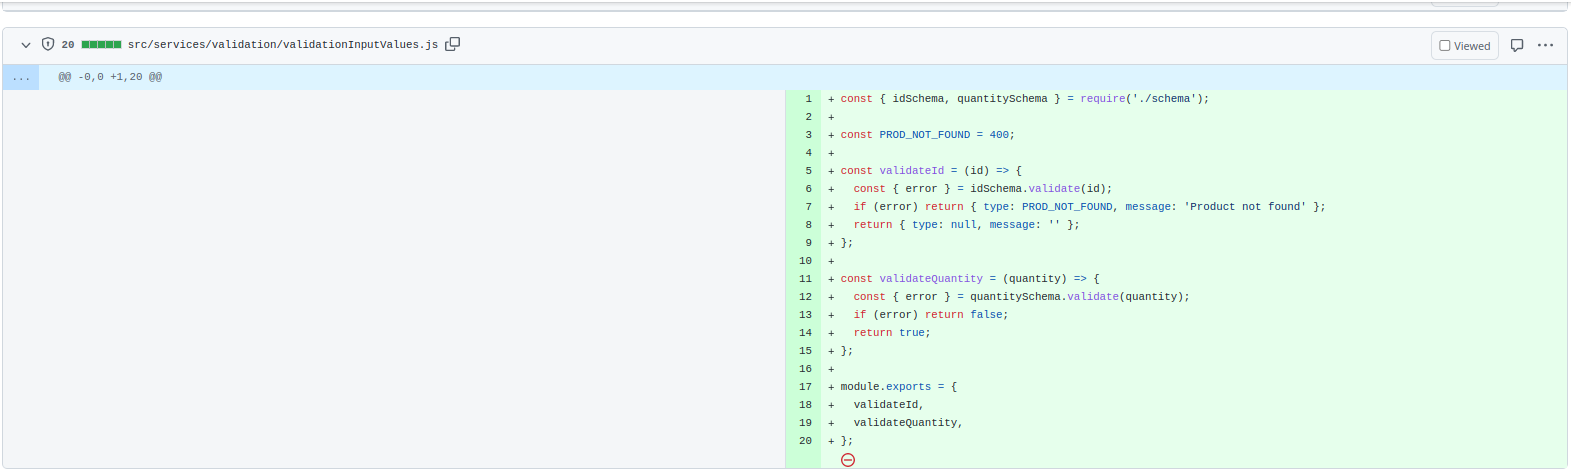 20 src/services/validation/validationInputValues.js Viewed
... @@ -0,0 +1,20 @@
1 + const { idSchema, quantitySchema } = require('./schema');
2 +
3 + const PROD_NOT_FOUND = 400;
4 +
5 + const validateId = (id) => {
6 +   const { error } = idSchema.validate(id);
7 +   if (error) return { type: PROD_NOT_FOUND, message: 'Product not found' };
8 +   return { type: null, message: '' };
9 + };
10 +
11 + const validateQuantity = (quantity) => {
12 +   const { error } = quantitySchema.validate(quantity);
13 +   if (error) return false;
14 +   return true;
15 + };
16 +
17 + module.exports = {
18 +   validateId,
19 +   validateQuantity,
20 + };